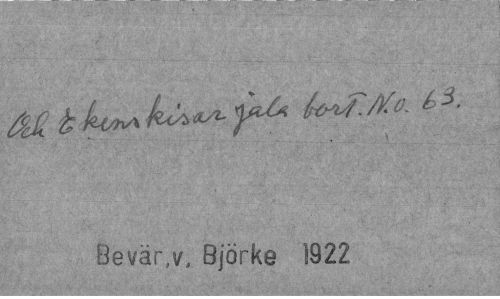 Och Ekenskisar jala bort. N.o. 63.
Bevär.v. Björke 1922